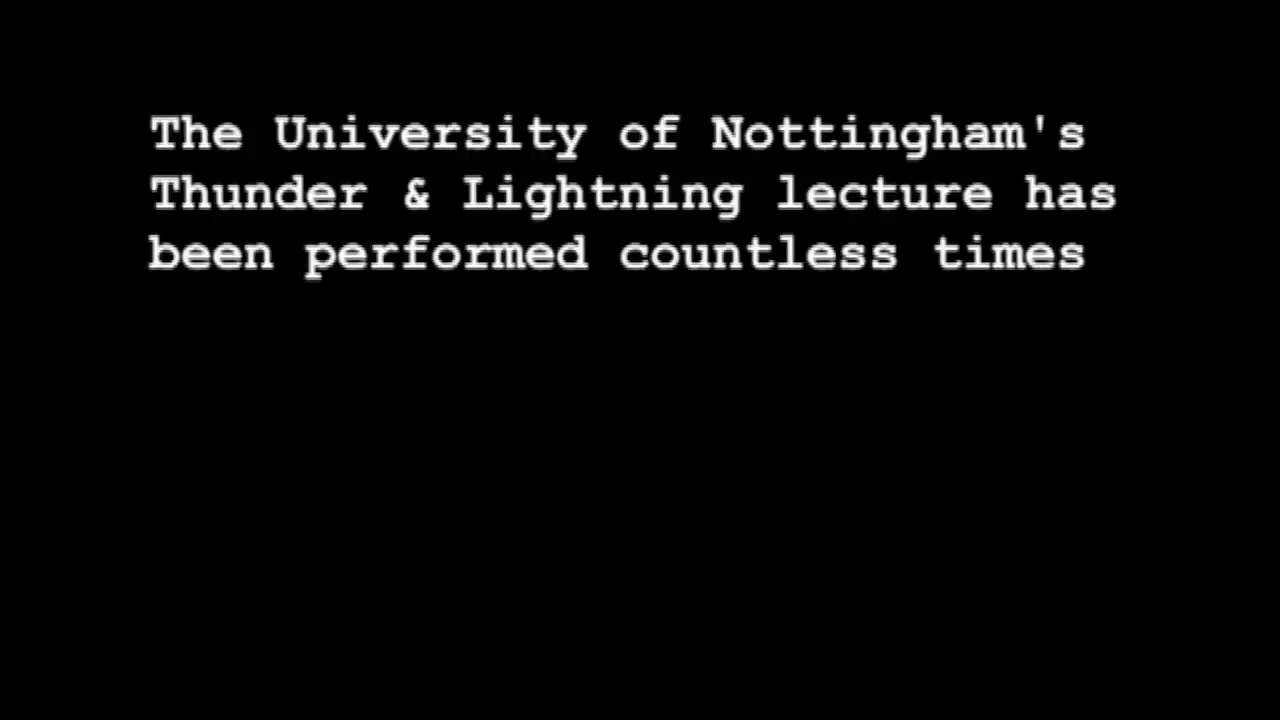 The University of Nottingham's
Thunder & Lightning lecture has
been performed countless times